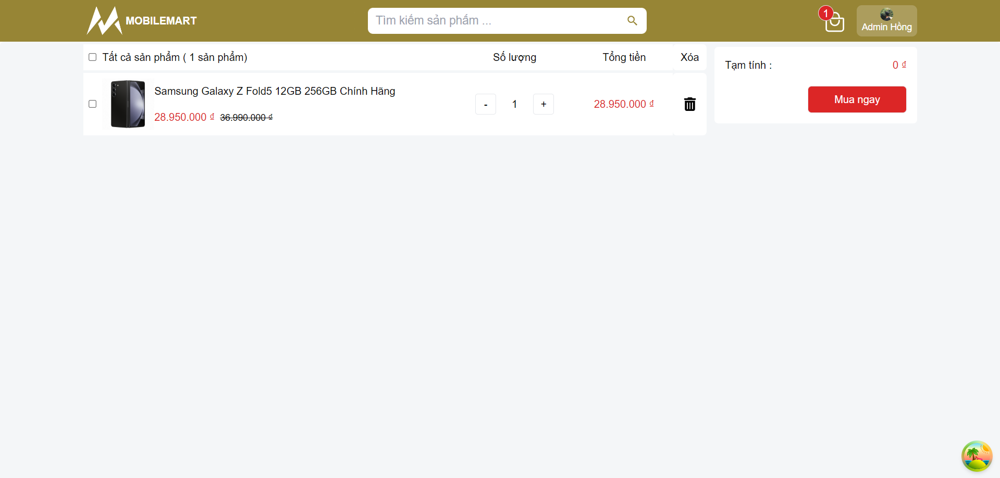 MOBILEMART
Tìm kiếm sản phẩm ...
1
Admin Hồng
Tất cả sản phẩm ( 1 sản phẩm)
Số lượng
Tổng tiền
Xóa
Samsung Galaxy Z Fold5 12GB 256GB Chính Hãng
28.950.000 ₫ 36.990.000 ₫
- 1 +
28.950.000 ₫
Tạm tính : 0 ₫
Mua ngay